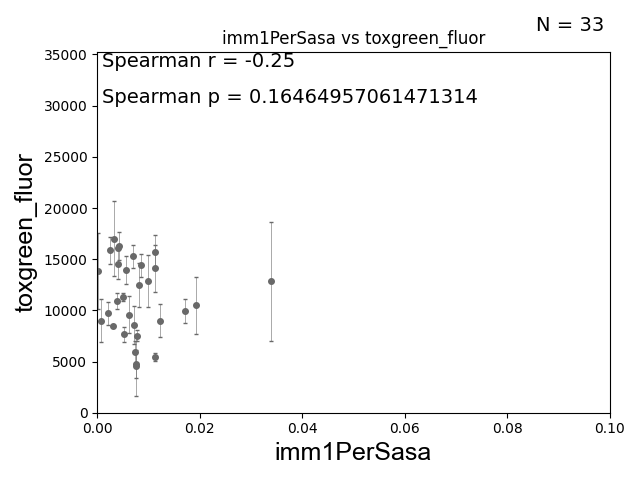 N = 33
imm1PerSasa vs toxgreen_fluor
Spearman r = -0.25
Spearman p = 0.16464957061471314
35000
30000
25000
20000
15000
10000
5000
0
toxgreen_fluor
0.00 0.02 0.04 0.06 0.08 0.10
imm1PerSasa